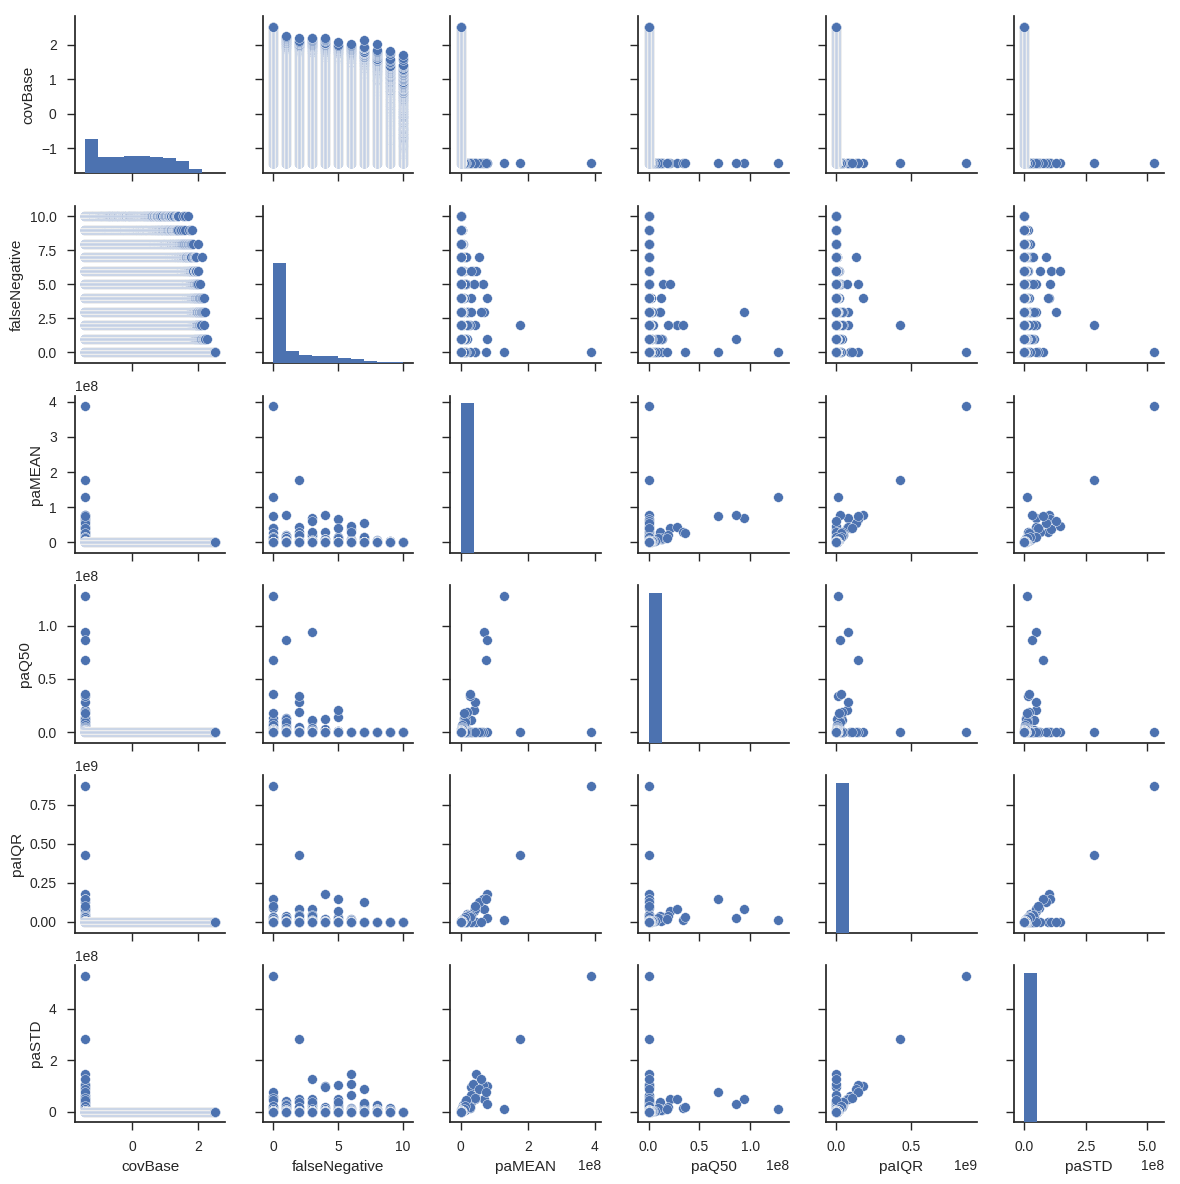 2
1
0
−1
covBase
10.0
7.5
5.0
2.5
0.0
falseNegative
1e8
4
3
2
1
0
paMEAN
1e8
1.0
0.5
0.0
paQ50
1e9
0.75
0.50
0.25
0.00
paIQR
1e8
4
2
0
paSTD
0 2
covBase
0 5 10
falseNegative
0 2 4
paMEAN 1e8
0.0 0.5 1.0
paQ50 1e8
0.0 0.5
paIQR 1e9
0.0 2.5 5.0
paSTD 1e8